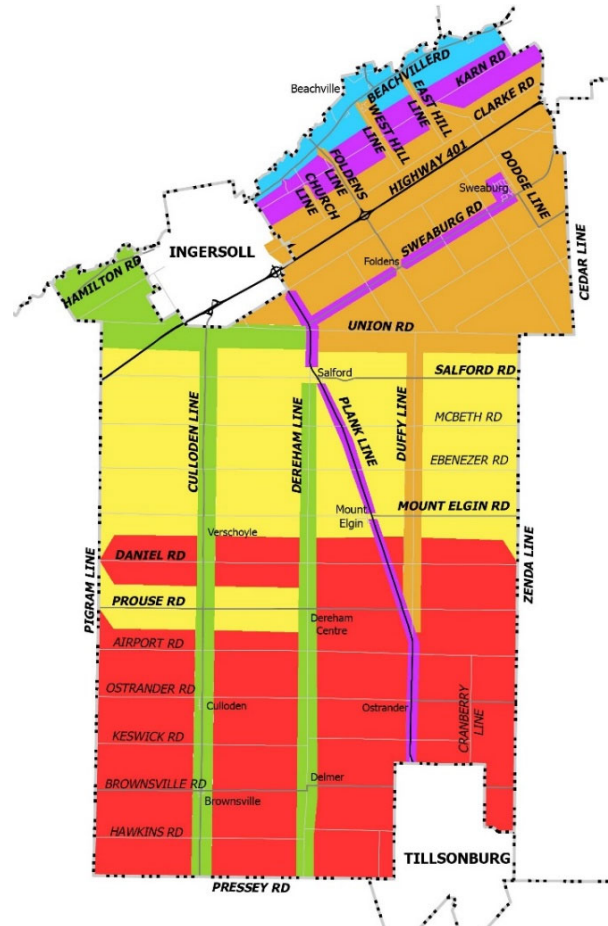 Beachville
BEACHVILLE RD
KARN RD
EAST HILL
LINE
CLARKE RD
WEST HILL
LINE
FOLDENS
LINE
CHURCH
LINE
HIGHWAY 401
DODGE LINE
Sweaburg
SWEABURG RD
Foldens
CEDAR LINE
INGERSOLL
HAMILTON RD
UNION RD
Salford
SALFORD RD
CULLODEN LINE
DEREHAM LINE
PLANK LINE
DUFFY LINE
MCBETH RD
EBENEZER RD
Mount
Elgin
MOUNT ELGIN RD
Verschoyle
DANIEL RD
PIGRAM LINE
ZENDA LINE
PROUSE RD
Dereham
Centre
AIRPORT RD
OSTRANDER RD
Culloden
Ostrander
CRANBERRY
LINE
KESWICK RD
BROWNSVILLE RD
Brownsville
Delmer
HAWKINS RD
TILLSONBURG
PRESSEY RD